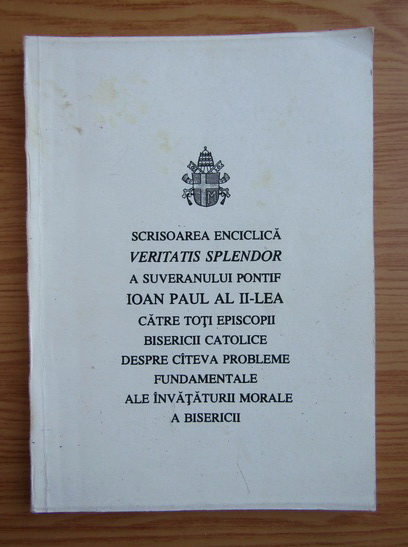 SCRISOAREA ENCICLICĂ
VERITATIS SPLENDOR
A SUVERANULUI PONTIF
IOAN PAUL AL II-LEA
CĂTRE TOŢI EPISCOPII
BISERICII CATOLICE
DESPRE CÎTEVA PROBLEME
FUNDAMENTALE
ALE ÎNVĂŢĂTURII MORALE
A BISERICII